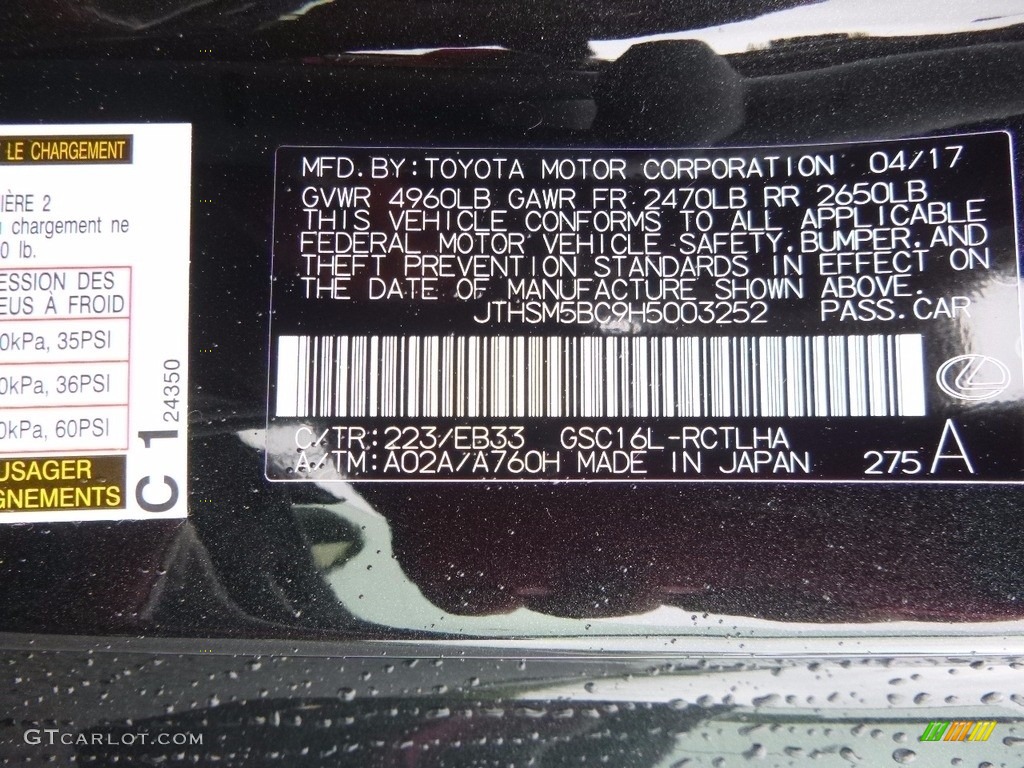 LE CHARGEMENT
IÈRE 2
chargement ne
0 lb.
ESSION DES
EUS À FROID
0kPa, 35PSI
0kPa, 36PSI
0kPa, 60PSI
USAGER
GNEMENTS
C1 24350
MFD. BY: TOYOTA MOTOR CORPORATION 04/17
GVWR 4960LB GAWR FR 2470LB RR 2650LB
THIS VEHICLE CONFORMS TO ALL APPLICABLE
FEDERAL MOTOR VEHICLE SAFETY, BUMPER, AND
THEFT PREVENTION STANDARDS IN EFFECT ON
THE DATE OF MANUFACTURE SHOWN ABOVE.
JTHSM5BC9H5003252 PASS. CAR
C/TR: 223/EB33 GSC16L-RCTLHA
A/TM: A02A/A760H MADE IN JAPAN 275 A
GTCARLOT.COM